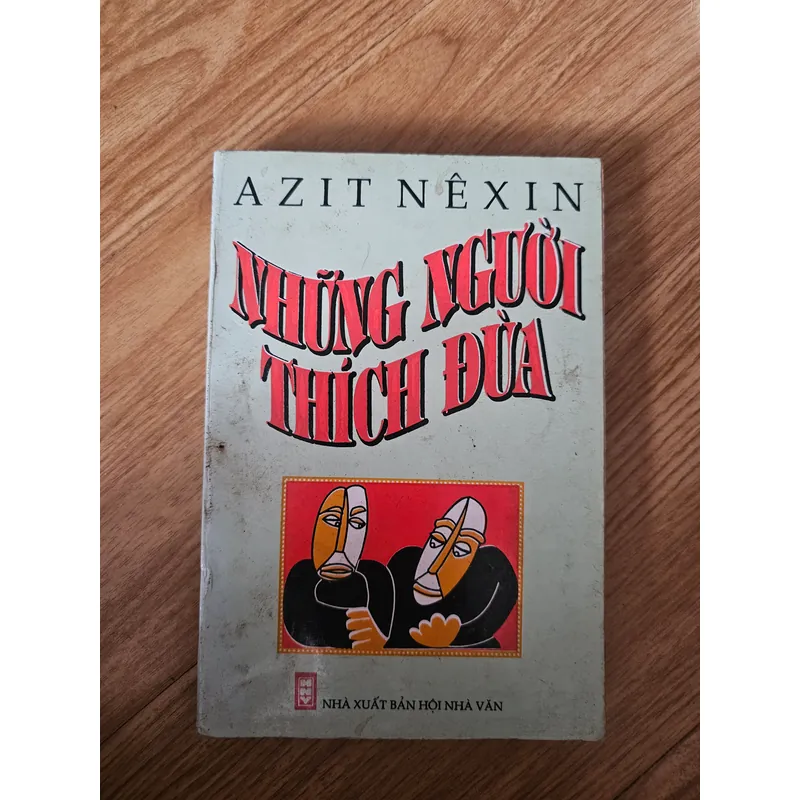 AZIT NÊXIN
NHỮNG NGƯỜI
THÍCH ĐÙA
NHÀ XUẤT BẢN HỘI NHÀ VĂN